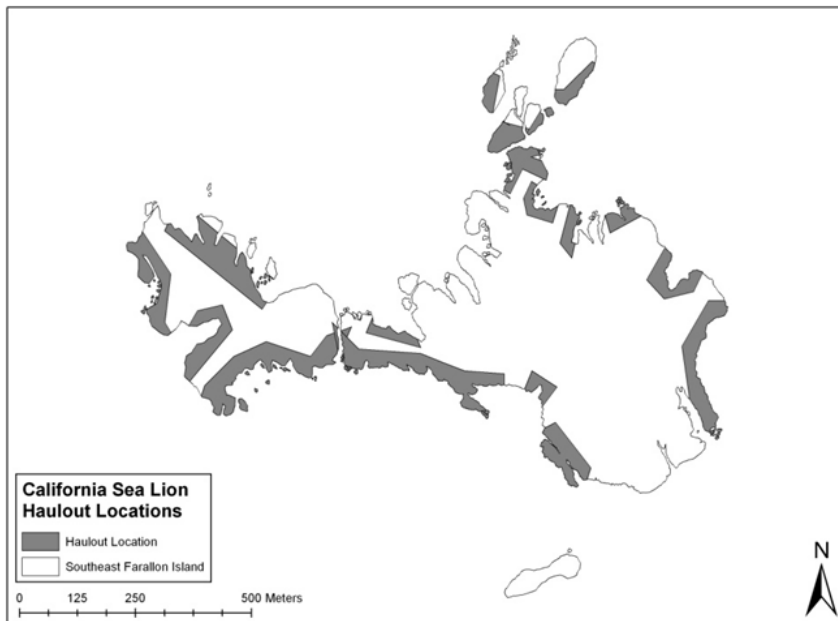 N
California Sea Lion
Haulout Locations
Haulout Location
Southeast Farallon Island
0 125 250 500 Meters